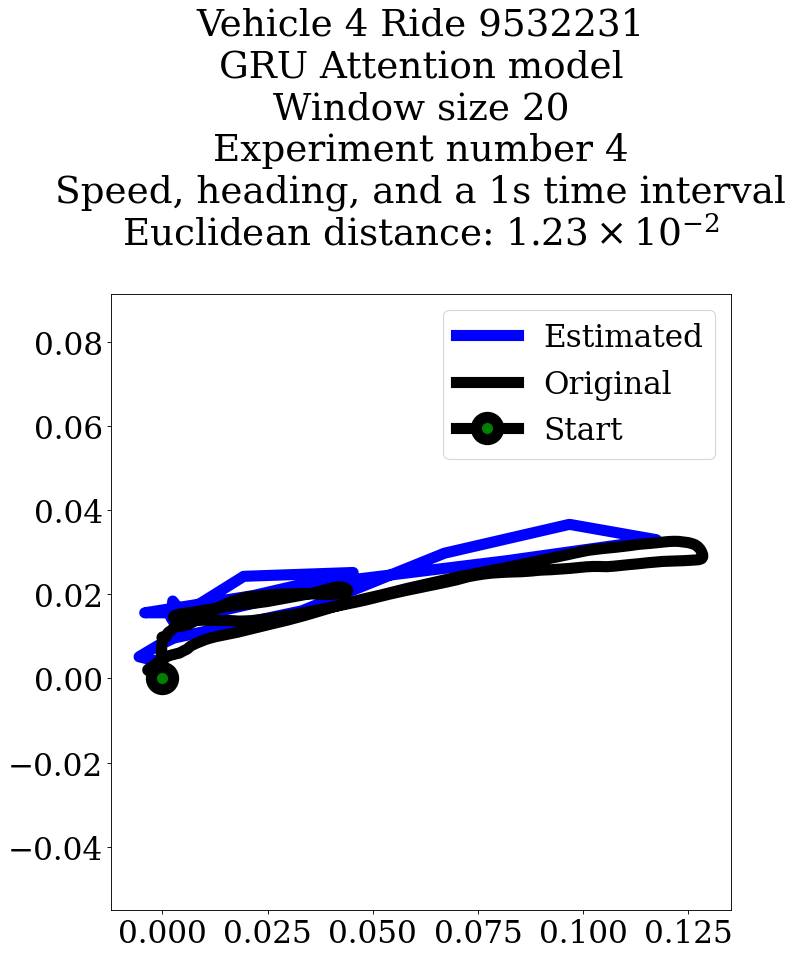 Vehicle 4 Ride 9532231
GRU Attention model
Window size 20
Experiment number 4
Speed, heading, and a 1s time interval
Euclidean distance: 1.23 × 10⁻²
Estimated
Original
Start
0.08
0.06
0.04
0.02
0.00
−0.02
−0.04
0.000 0.025 0.050 0.075 0.100 0.125